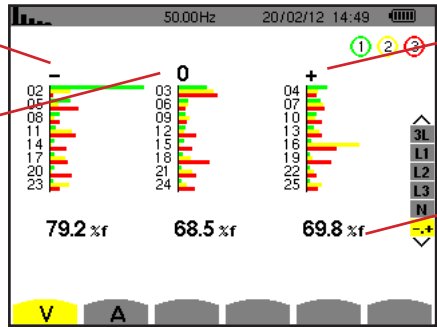 50.00Hz 20/02/12 14:49
1 2 3
- 0 +
02 03 04
05 06 07
08 09 10
11 12 13
14 15 16
17 18 19
20 21 22
23 24 25
3L
L1
L2
L3
N
-.+
79.2 %f 68.5 %f 69.8 %f
V A